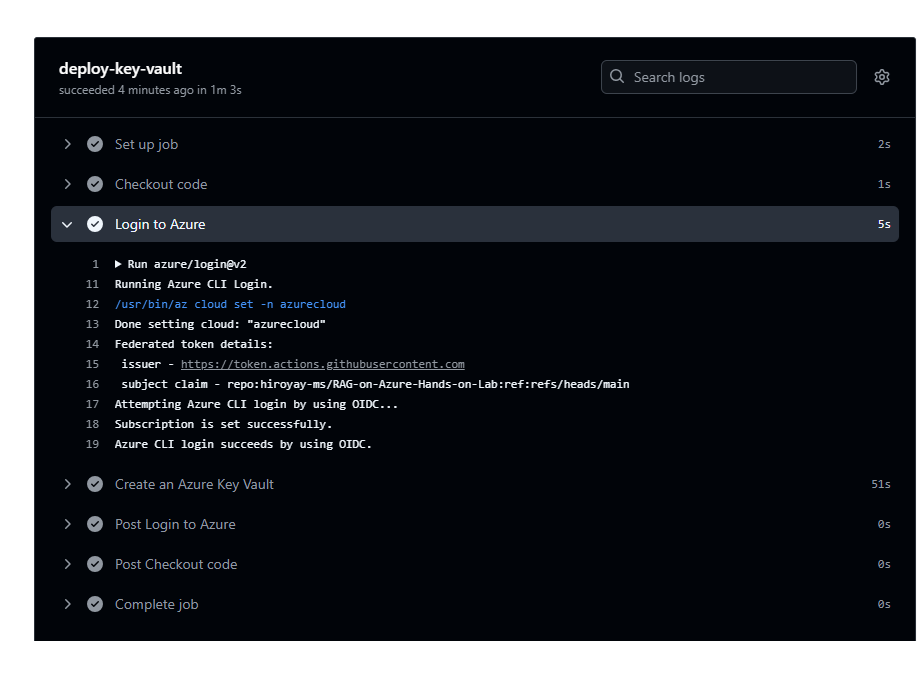 deploy-key-vault
succeeded 4 minutes ago in 1m 3s
Search logs
Set up job 2s
Checkout code 1s
Login to Azure 5s
1 Run azure/login@v2
11 Running Azure CLI Login.
12 /usr/bin/az cloud set -n azurecloud
13 Done setting cloud: "azurecloud"
14 Federated token details:
15 issuer - https://token.actions.githubusercontent.com
16 subject claim - repo:hiroyay-ms/RAG-on-Azure-Hands-on-Lab:ref:refs/heads/main
17 Attempting Azure CLI login by using OIDC...
18 Subscription is set successfully.
19 Azure CLI login succeeds by using OIDC.
Create an Azure Key Vault 51s
Post Login to Azure 0s
Post Checkout code 0s
Complete job 0s